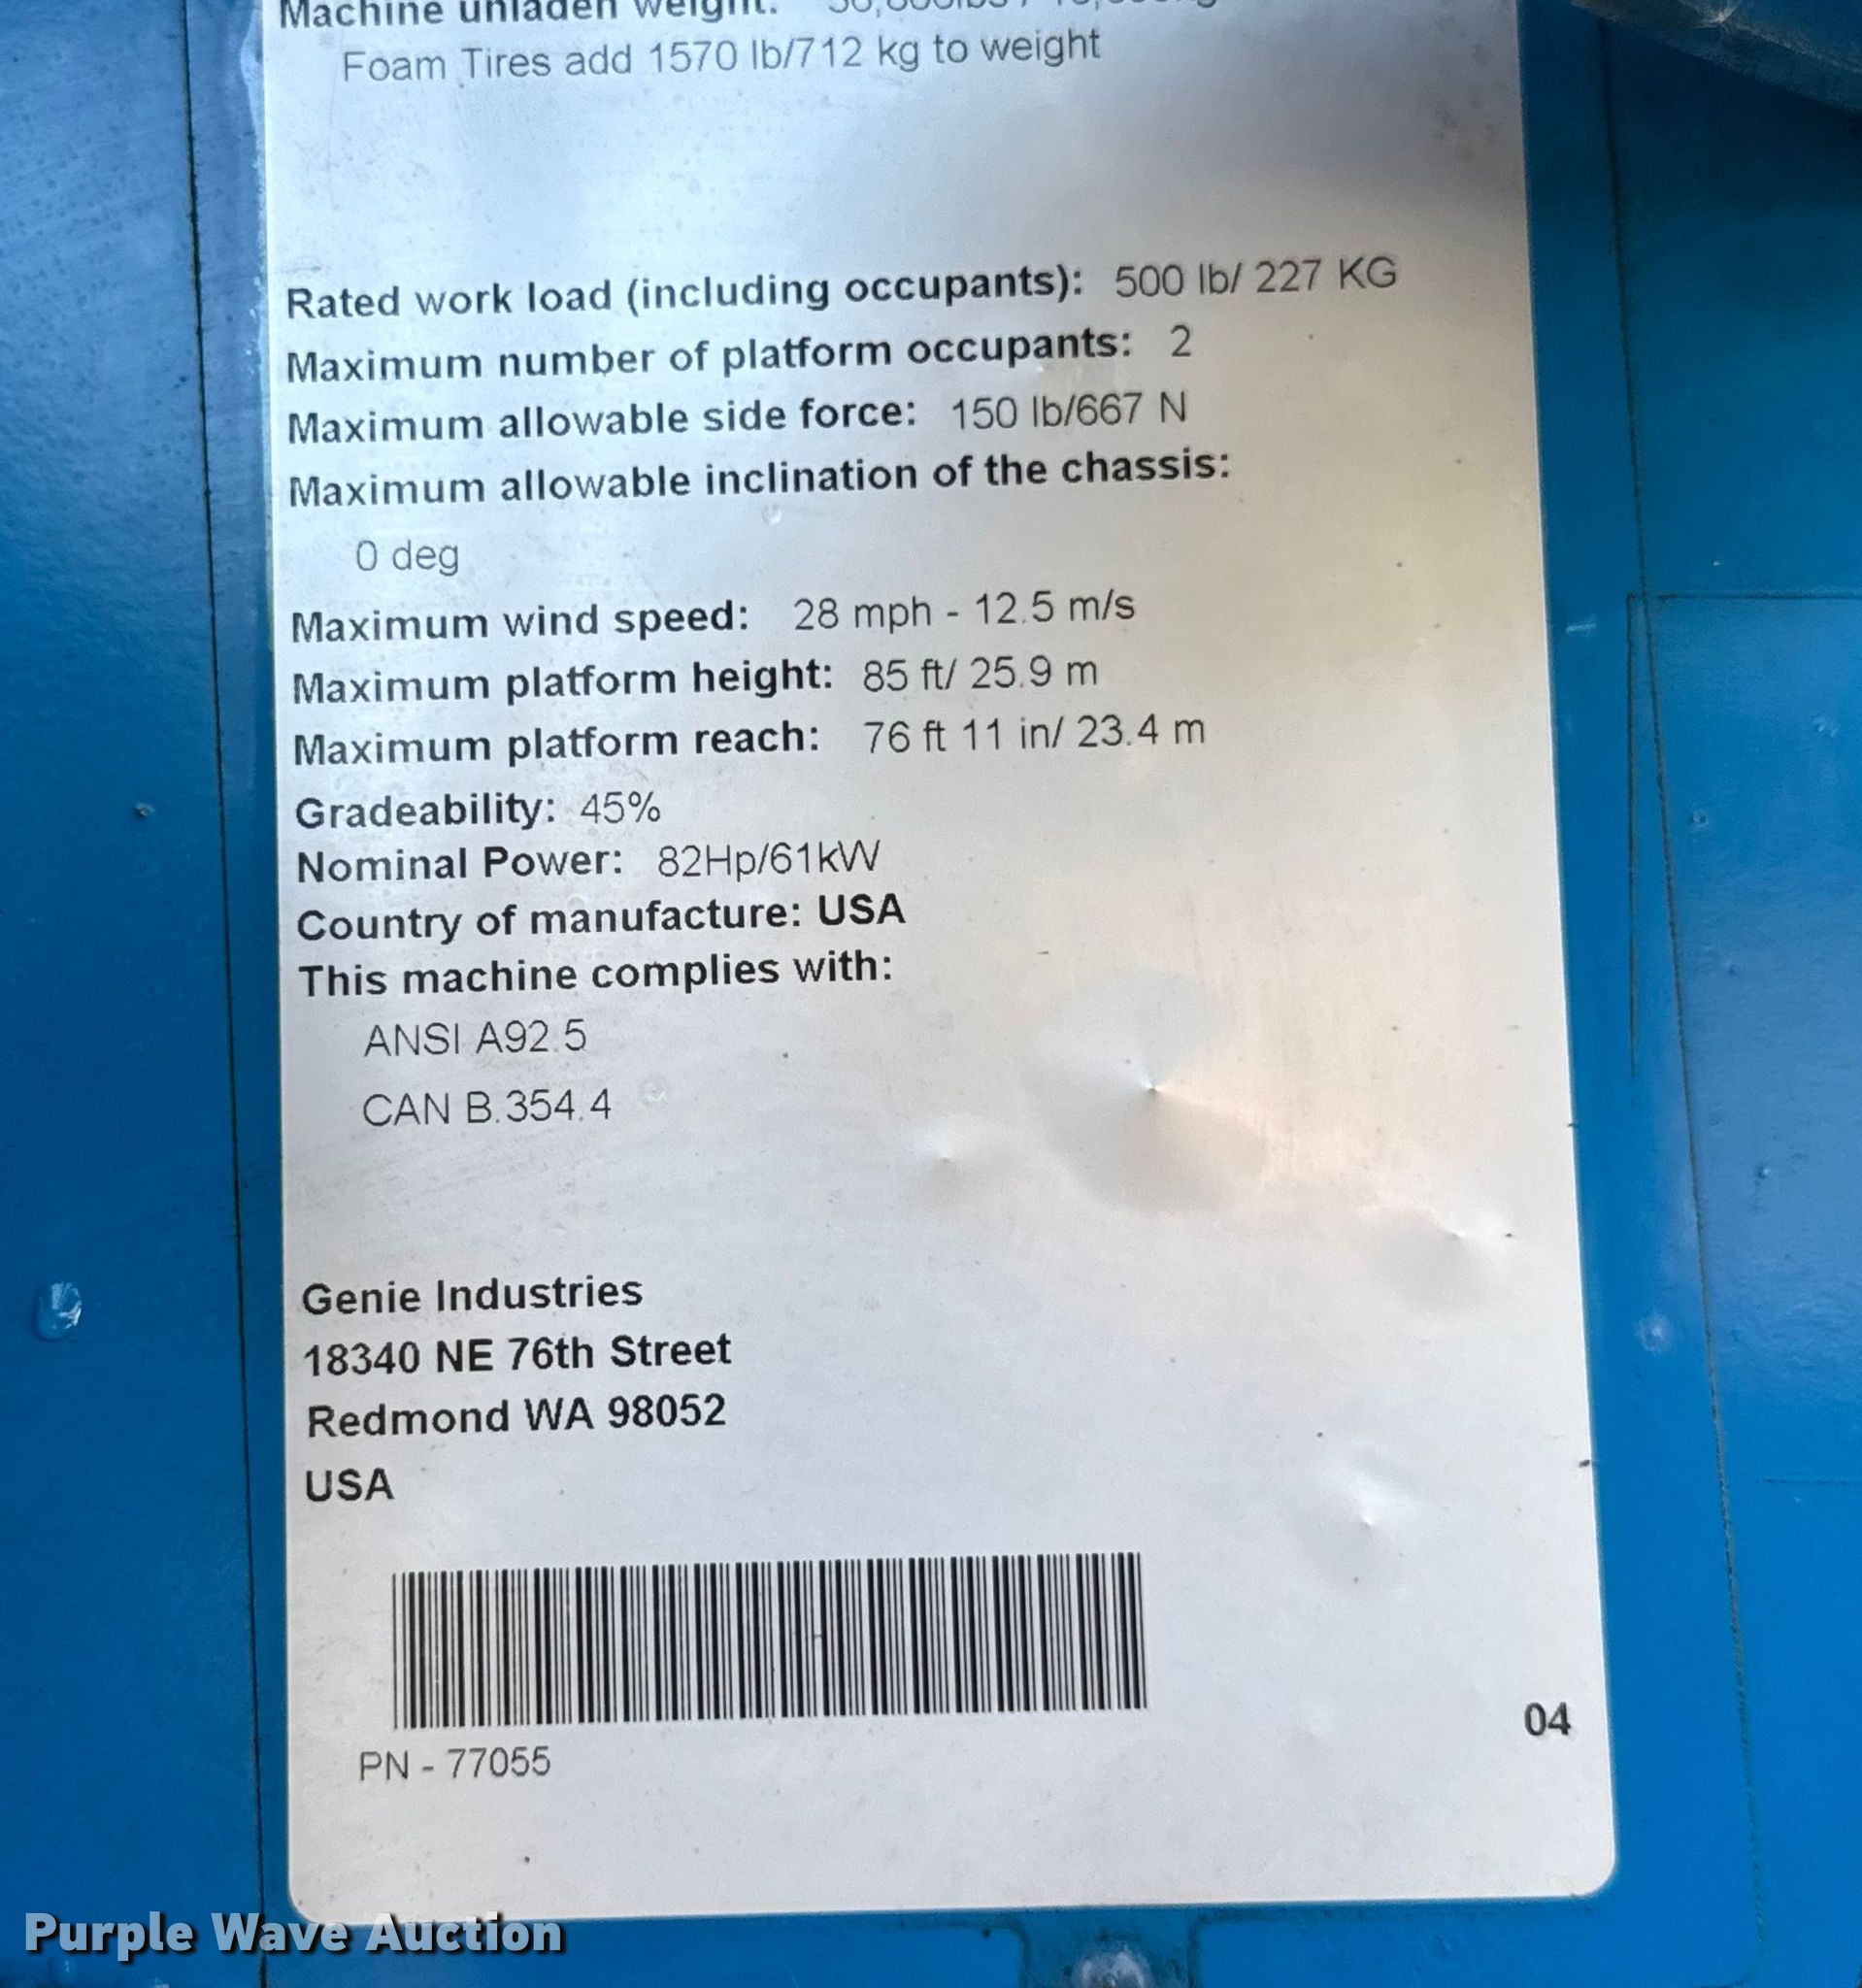 Machine unladen weight:
Foam Tires add 1570 lb/712 kg to weight
Rated work load (including occupants): 500 lb/ 227 KG
Maximum number of platform occupants: 2
Maximum allowable side force: 150 lb/667 N
Maximum allowable inclination of the chassis:
0 deg
Maximum wind speed: 28 mph - 12.5 m/s
Maximum platform height: 85 ft/ 25.9 m
Maximum platform reach: 76 ft 11 in/ 23.4 m
Gradeability: 45%
Nominal Power: 82Hp/61kW
Country of manufacture: USA
This machine complies with:
ANSI A92.5
CAN B.354.4
Genie Industries
18340 NE 76th Street
Redmond WA 98052
USA
PN - 77055
04
Purple Wave Auction